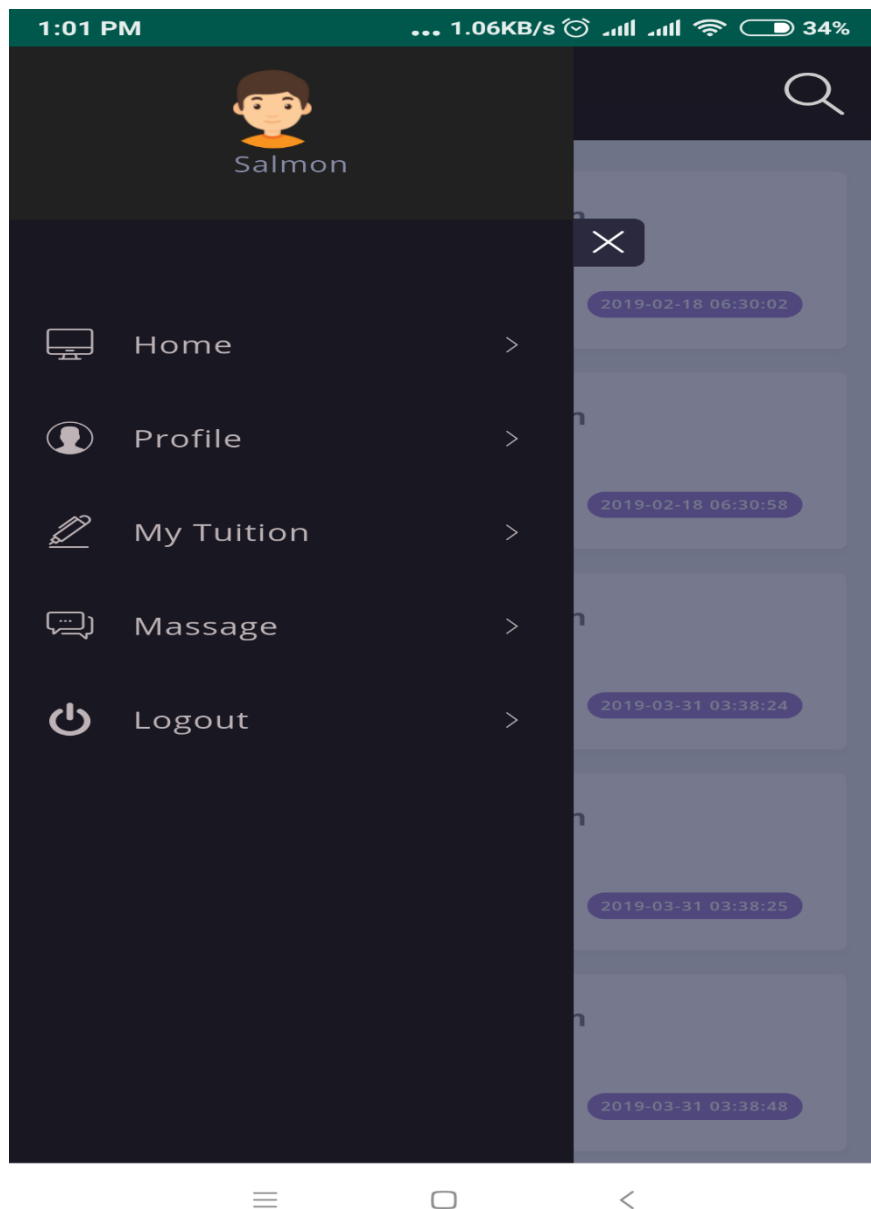 1:01 PM
... 1.06KB/s 34%
Salmon
2019-02-18 06:30:02
Home
Profile
2019-02-18 06:30:58
My Tuition
Massage
2019-03-31 03:38:24
Logout
2019-03-31 03:38:25
2019-03-31 03:38:48